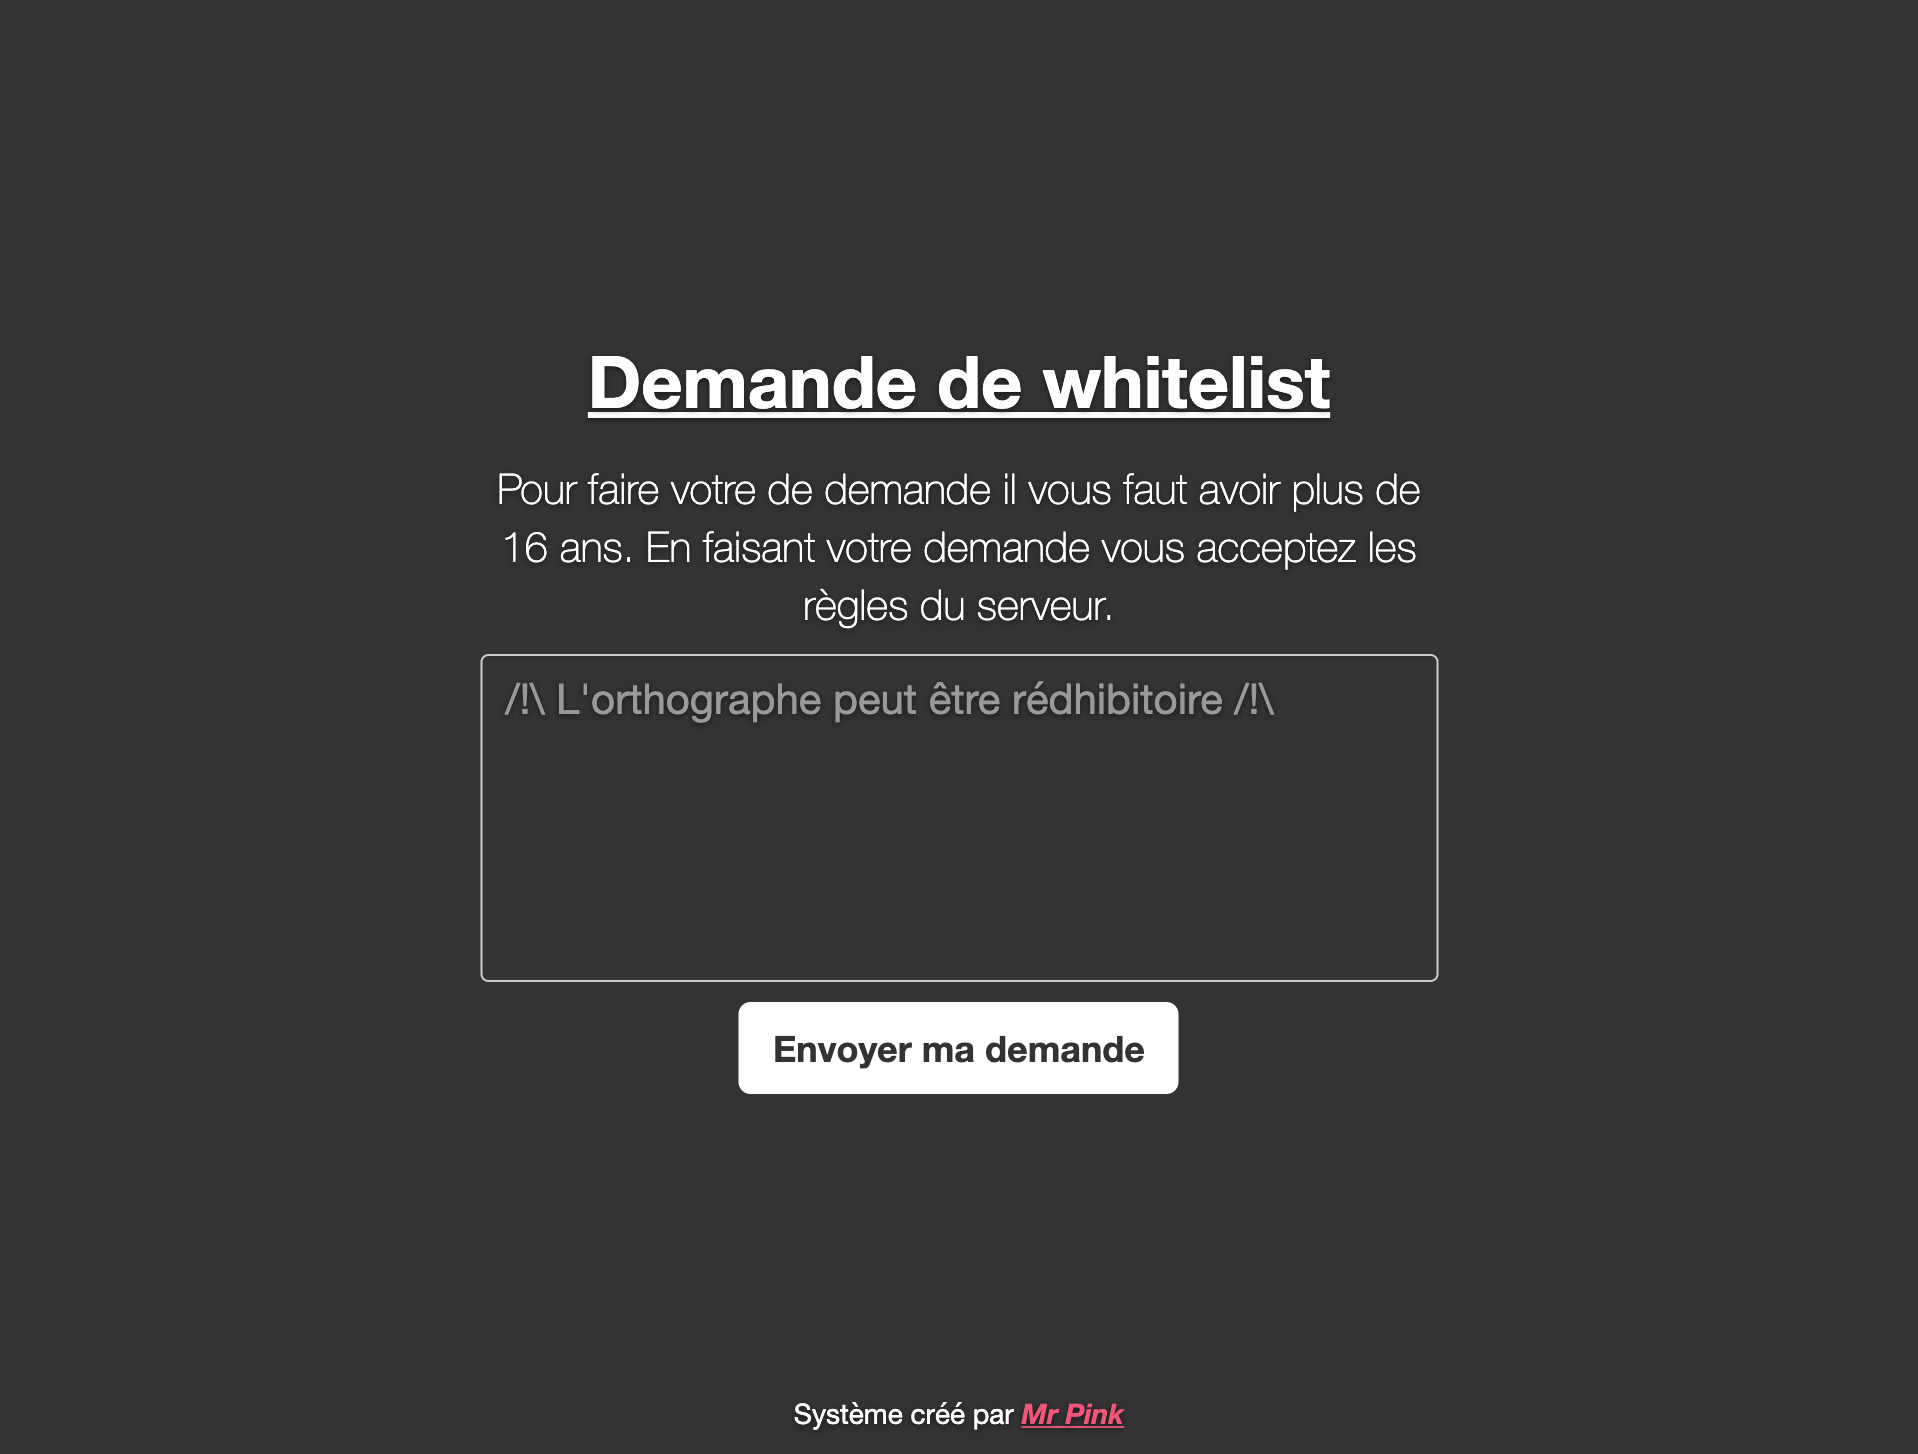 Demande de whitelist
Pour faire votre de demande il vous faut avoir plus de
16 ans. En faisant votre demande vous acceptez les
règles du serveur.
/!\ L'orthographe peut être rédhibitoire /!\
Envoyer ma demande
Système créé par Mr Pink